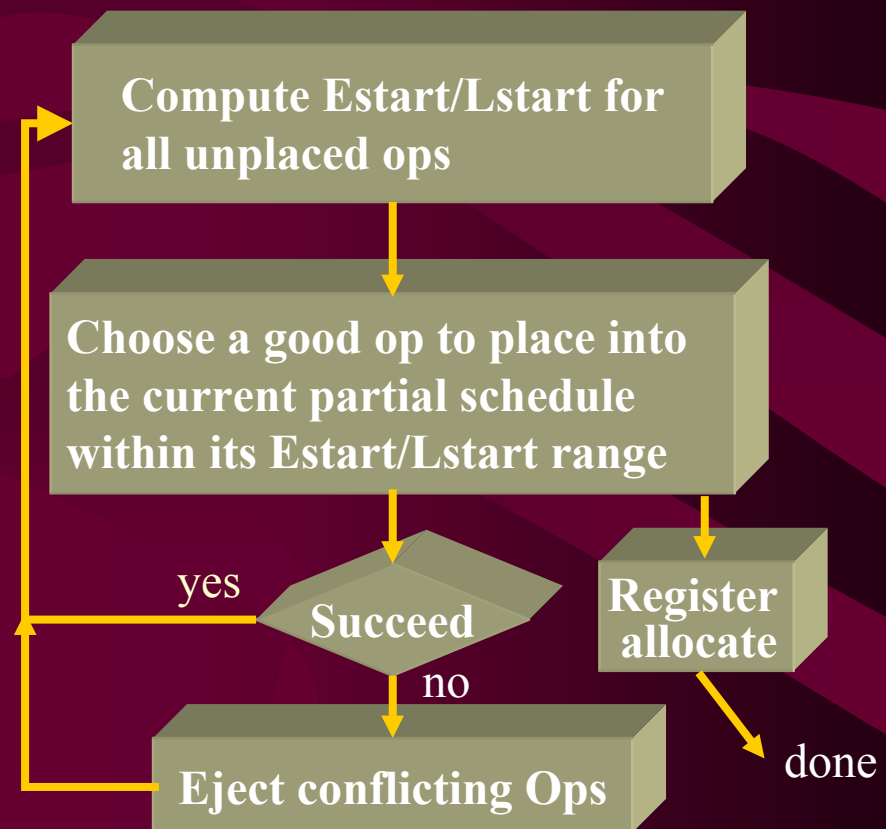 Compute Estart/Lstart for
all unplaced ops
Choose a good op to place into
the current partial schedule
within its Estart/Lstart range
yes
Succeed
Register
allocate
no
done
Eject conflicting Ops